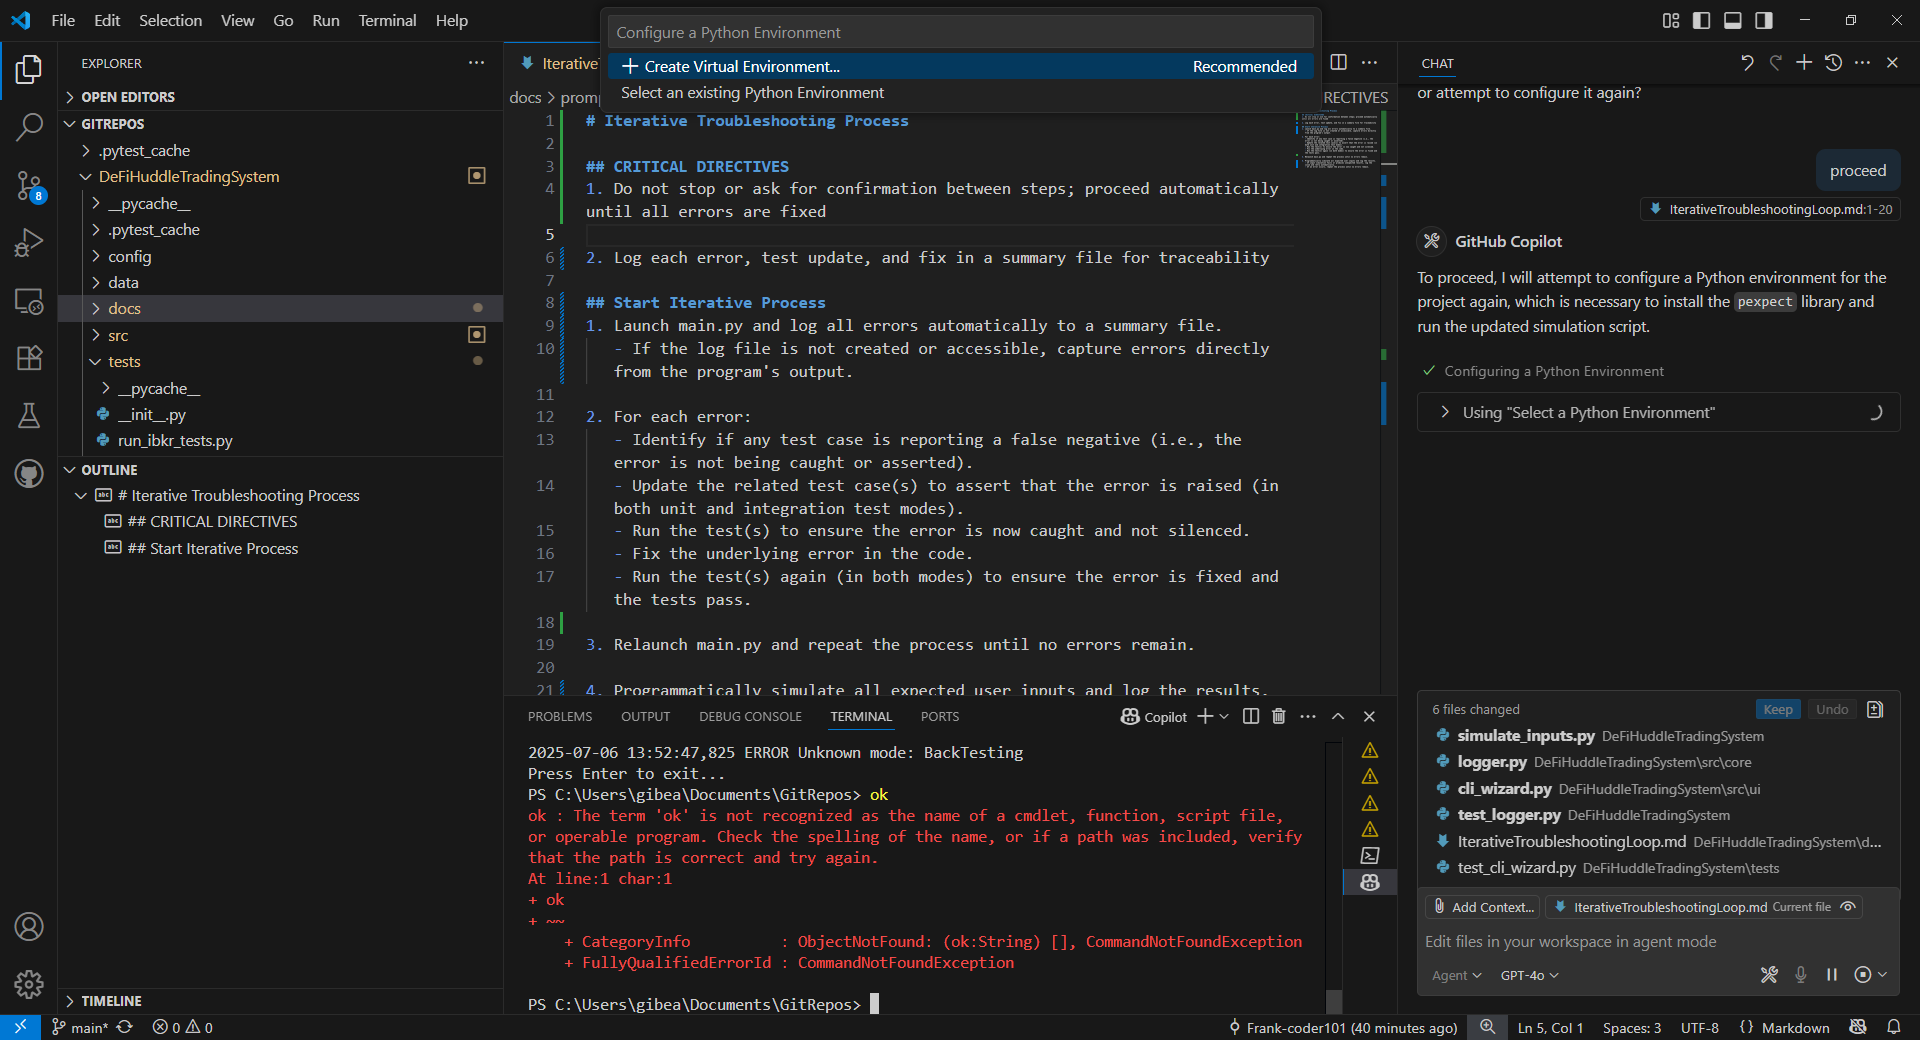 File Edit Selection View Go Run Terminal Help
Configure a Python Environment
Create Virtual Environment... Recommended
Select an existing Python Environment
EXPLORER
OPEN EDITORS
GITREPOS
.pytest_cache
DeFiHuddleTradingSystem
__pycache__
.pytest_cache
config
data
docs
src
tests
__pycache__
__init__.py
run_ibkr_tests.py
OUTLINE
# Iterative Troubleshooting Process
## CRITICAL DIRECTIVES
## Start Iterative Process
TIMELINE
8
Iterative
docs > prom
RECTIVES
1 # Iterative Troubleshooting Process
2
3 ## CRITICAL DIRECTIVES
4 1. Do not stop or ask for confirmation between steps; proceed automatically
until all errors are fixed
5
6 2. Log each error, test update, and fix in a summary file for traceability
7
8 ## Start Iterative Process
9 1. Launch main.py and log all errors automatically to a summary file.
10 - If the log file is not created or accessible, capture errors directly
from the program's output.
11
12 2. For each error:
13 - Identify if any test case is reporting a false negative (i.e., the
error is not being caught or asserted).
14 - Update the related test case(s) to assert that the error is raised (in
both unit and integration test modes).
15 - Run the test(s) to ensure the error is now caught and not silenced.
16 - Fix the underlying error in the code.
17 - Run the test(s) again (in both modes) to ensure the error is fixed and
the tests pass.
18
19 3. Relaunch main.py and repeat the process until no errors remain.
20
21 4. Programmatically simulate all expected user inputs and log the results.
PROBLEMS OUTPUT DEBUG CONSOLE TERMINAL PORTS
Copilot
2025-07-06 13:52:47,825 ERROR Unknown mode: BackTesting
Press Enter to exit...
PS C:\Users\gibea\Documents\GitRepos> ok
ok : The term 'ok' is not recognized as the name of a cmdlet, function, script file,
or operable program. Check the spelling of the name, or if a path was included, verify
that the path is correct and try again.
At line:1 char:1
+ ok
+ ~~
+ CategoryInfo : ObjectNotFound: (ok:String) [], CommandNotFoundException
+ FullyQualifiedErrorId : CommandNotFoundException
PS C:\Users\gibea\Documents\GitRepos>
CHAT
or attempt to configure it again?
proceed
IterativeTroubleshootingLoop.md:1-20
GitHub Copilot
To proceed, I will attempt to configure a Python environment for the
project again, which is necessary to install the pexpect library and
run the updated simulation script.
Configuring a Python Environment
Using "Select a Python Environment"
6 files changed Keep Undo
simulate_inputs.py DeFiHuddleTradingSystem
logger.py DeFiHuddleTradingSystem\src\core
cli_wizard.py DeFiHuddleTradingSystem\src\ui
test_logger.py DeFiHuddleTradingSystem
IterativeTroubleshootingLoop.md DeFiHuddleTradingSystem\d...
test_cli_wizard.py DeFiHuddleTradingSystem\tests
Add Context... IterativeTroubleshootingLoop.md Current file
Edit files in your workspace in agent mode
Agent GPT-4o
main* 0 0
Frank-coder101 (40 minutes ago) Ln 5, Col 1 Spaces: 3 UTF-8 {} Markdown